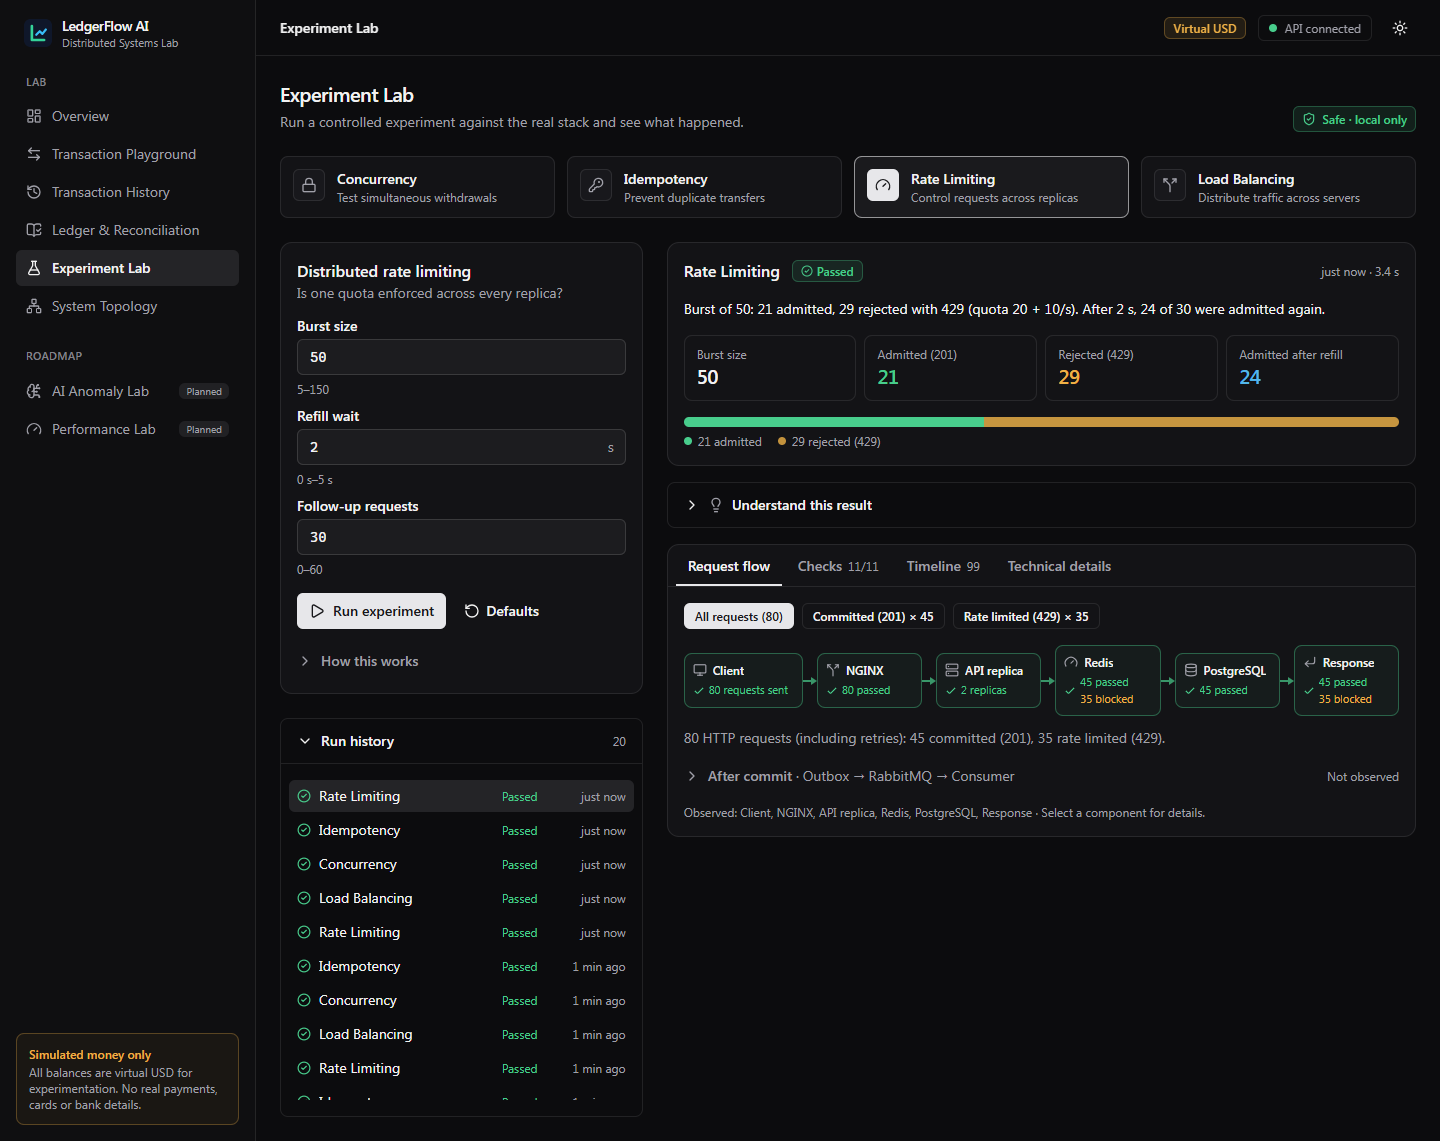 LedgerFlow AI
Distributed Systems Lab
LAB
Overview
Transaction Playground
Transaction History
Ledger & Reconciliation
Experiment Lab
System Topology
ROADMAP
AI Anomaly Lab Planned
Performance Lab Planned
Simulated money only
All balances are virtual USD for
experimentation. No real payments,
cards or bank details.
Experiment Lab
Virtual USD
API connected
Experiment Lab
Run a controlled experiment against the real stack and see what happened.
Safe · local only
Concurrency
Test simultaneous withdrawals
Idempotency
Prevent duplicate transfers
Rate Limiting
Control requests across replicas
Load Balancing
Distribute traffic across servers
Distributed rate limiting
Is one quota enforced across every replica?
Burst size
50
5–150
Refill wait
2 s
0 s–5 s
Follow-up requests
30
0–60
Run experiment
Defaults
How this works
Run history 20
Rate Limiting Passed just now
Idempotency Passed just now
Concurrency Passed just now
Load Balancing Passed just now
Rate Limiting Passed just now
Idempotency Passed 1 min ago
Concurrency Passed 1 min ago
Load Balancing Passed 1 min ago
Rate Limiting Passed 1 min ago
Rate Limiting Passed just now · 3.4 s
Burst of 50: 21 admitted, 29 rejected with 429 (quota 20 + 10/s). After 2 s, 24 of 30 were admitted again.
Burst size
50
Admitted (201)
21
Rejected (429)
29
Admitted after refill
24
21 admitted 29 rejected (429)
Understand this result
Request flow Checks 11/11 Timeline 99 Technical details
All requests (80) Committed (201) × 45 Rate limited (429) × 35
Client
80 requests sent
NGINX
80 passed
API replica
2 replicas
Redis
45 passed
35 blocked
PostgreSQL
45 passed
Response
45 passed
35 blocked
80 HTTP requests (including retries): 45 committed (201), 35 rate limited (429).
After commit · Outbox → RabbitMQ → Consumer Not observed
Observed: Client, NGINX, API replica, Redis, PostgreSQL, Response · Select a component for details.